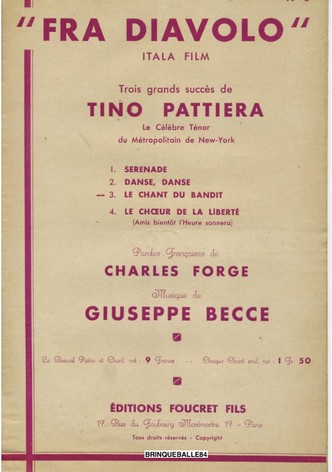 "FRA DIAVOLO"
ITALA FILM
Trois grands succès de
TINO PATTIERA
Le Célèbre Ténor
du Métropolitain de New-York
1. SERENADE
2. DANSE, DANSE
3. LE CHANT DU BANDIT
4. LE CHŒUR DE LA LIBERTÉ
(Amis bientôt l'Heure sonnera)
Paroles Françaises de
CHARLES FORGE
Musique de
GIUSEPPE BECCE
Le Recueil Piano et Chant net 9 Francs -- Chaque Chant seul, net : 1 Fr 50
ÉDITIONS FOUCRET FILS
17, Rue du Faubourg Montmartre, 17 - Paris
Tous droits réservés - Copyright
BRINQUEBALLE84